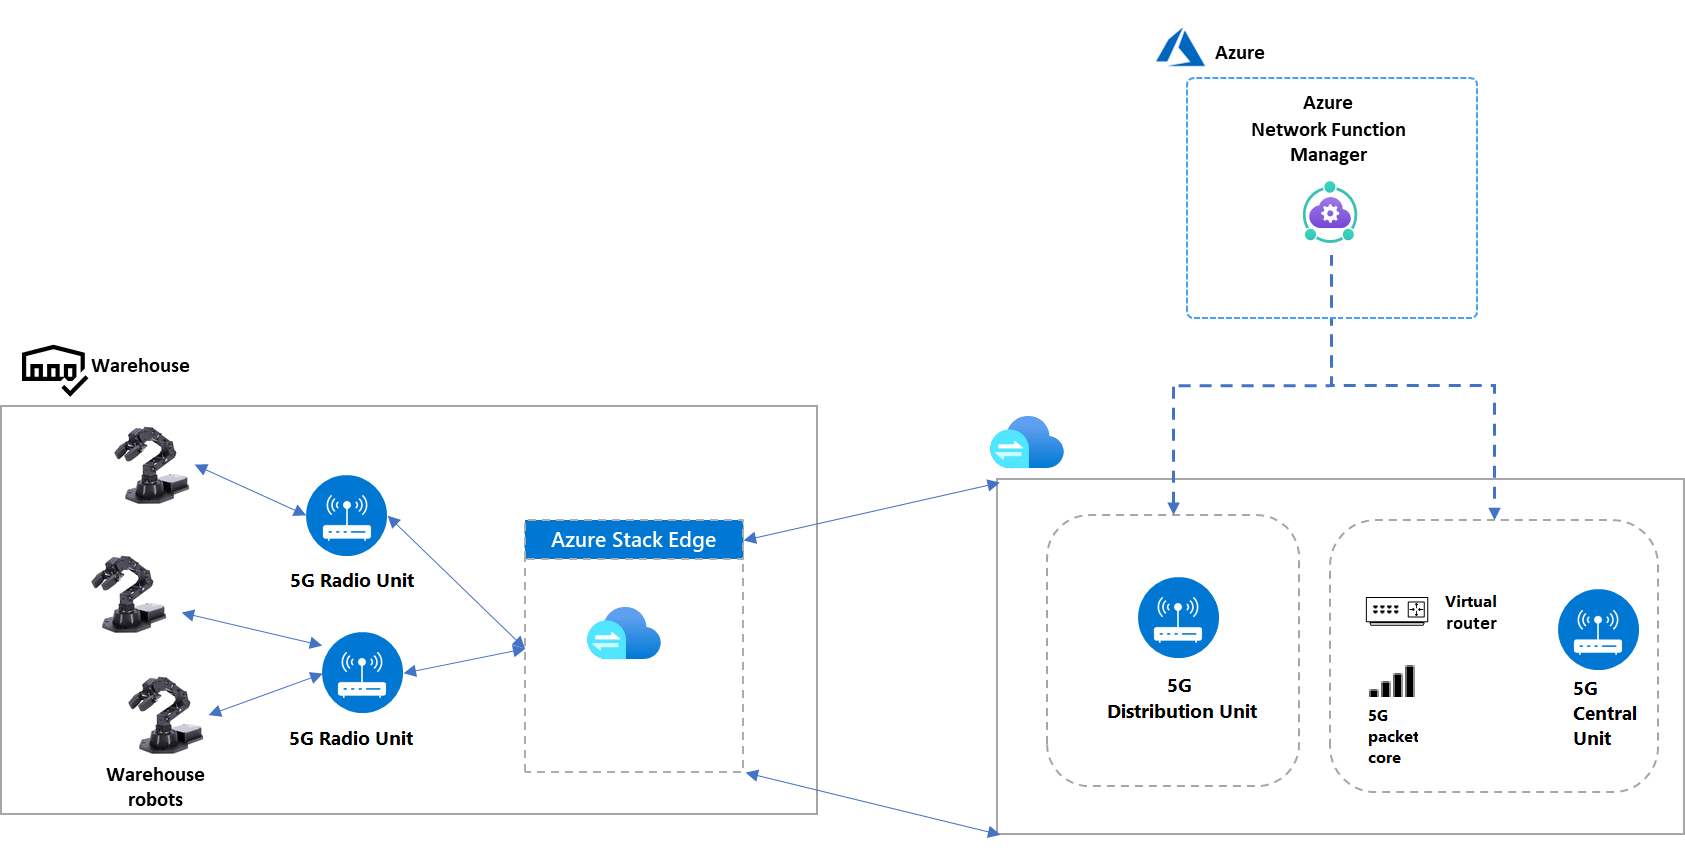 Azure
Azure
Network Function
Manager
Warehouse
5G Radio Unit
Azure Stack Edge
5G Radio Unit
Warehouse
robots
5G
Distribution Unit
Virtual
router
5G
packet
core
5G
Central
Unit